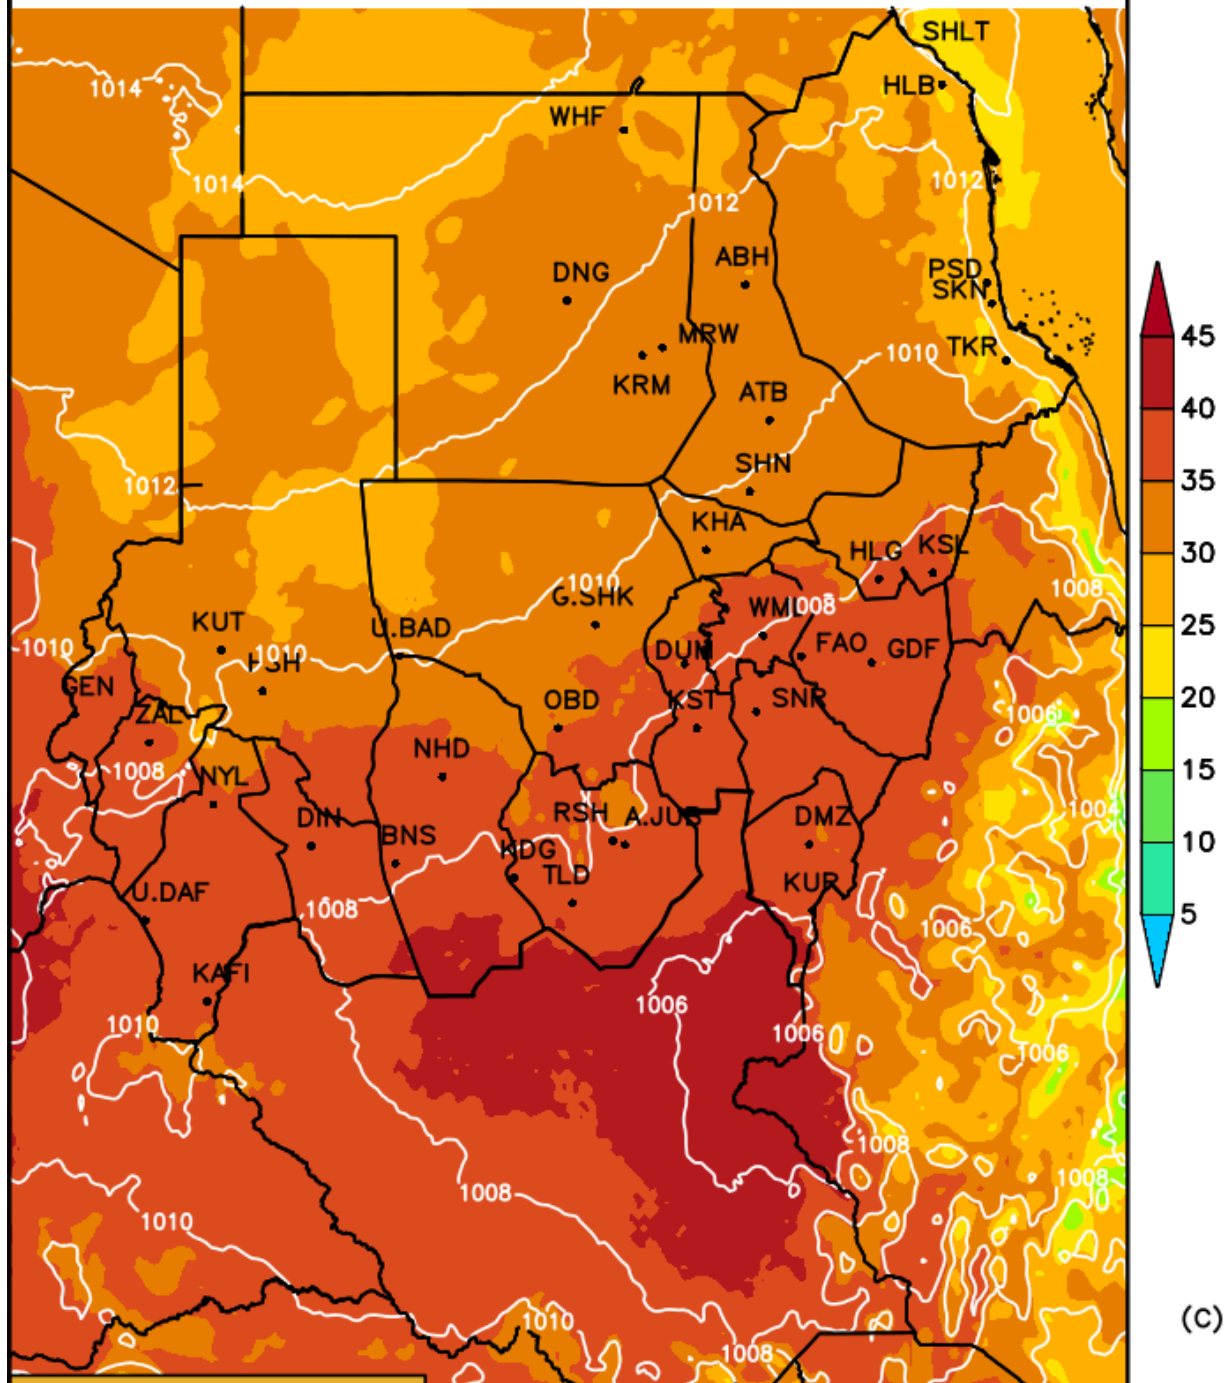 SHLT
1014
HLB
WHF
1014
1012
1012
ABH
DNG
PSD
SKN
MRW
TKR
1010
KRM
ATB
SHN
1012
KHA
HLG
KSL
1010
1008
G.SHK
WML
1008
KUT
U.BAD
1010
1010
FSH
DUM
FAO
GDF
GEN
KST
SNR
OBD
ZAL
1006
NHD
1008
NYL
1004
RSH
A.JUB
DMZ
DIN
BNS
KDG
TLD
KUR
U.DAF
1008
1006
KAFI
1006
1010
1006
1006
1008
1008
1008
1010
1010
1008
45
40
35
30
25
20
15
10
5
(C)